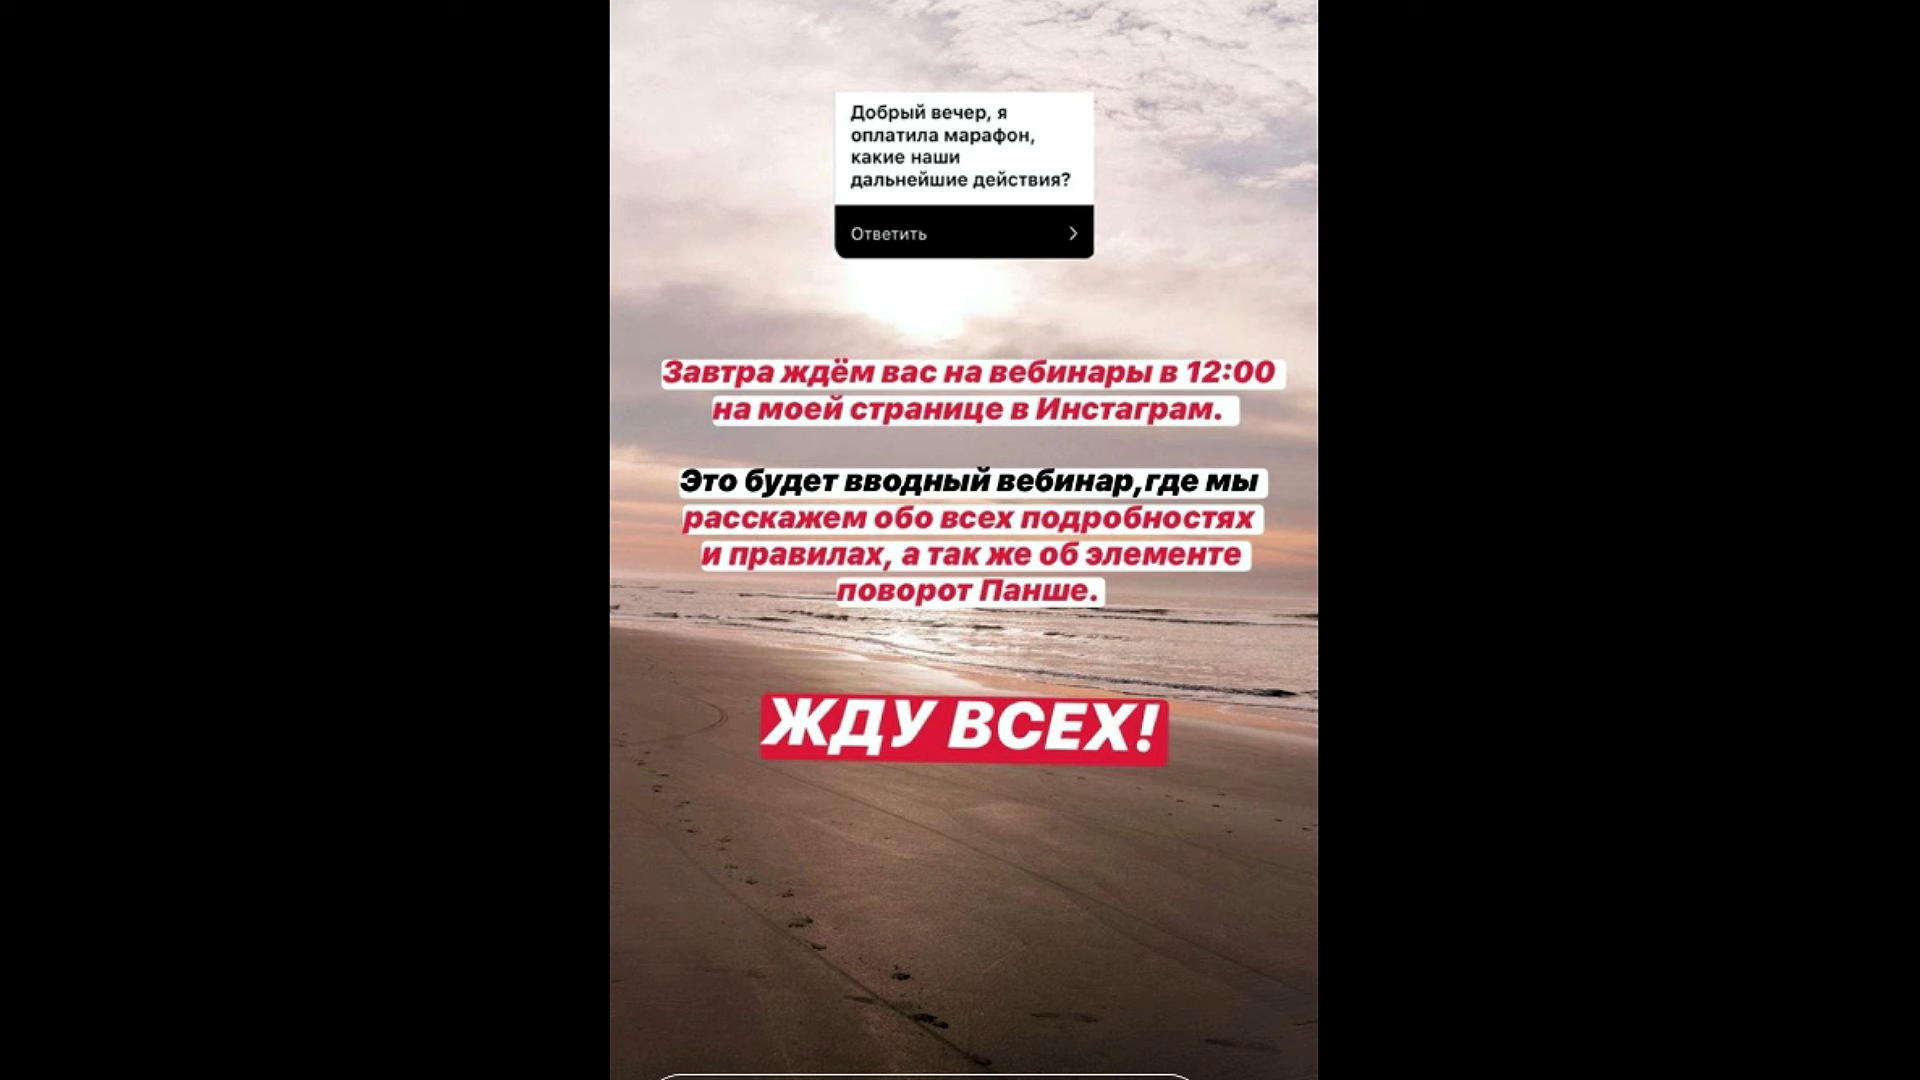 Добрый вечер, я
оплатила марафон,
какие наши
дальнейшие действия?
Ответить
Завтра ждём вас на вебинары в 12:00
на моей странице в Инстаграм.
Это будет вводный вебинар,где мы
расскажем обо всех подробностях
и правилах, а так же об элементе
поворот Панше.
ЖДУ ВСЕХ!